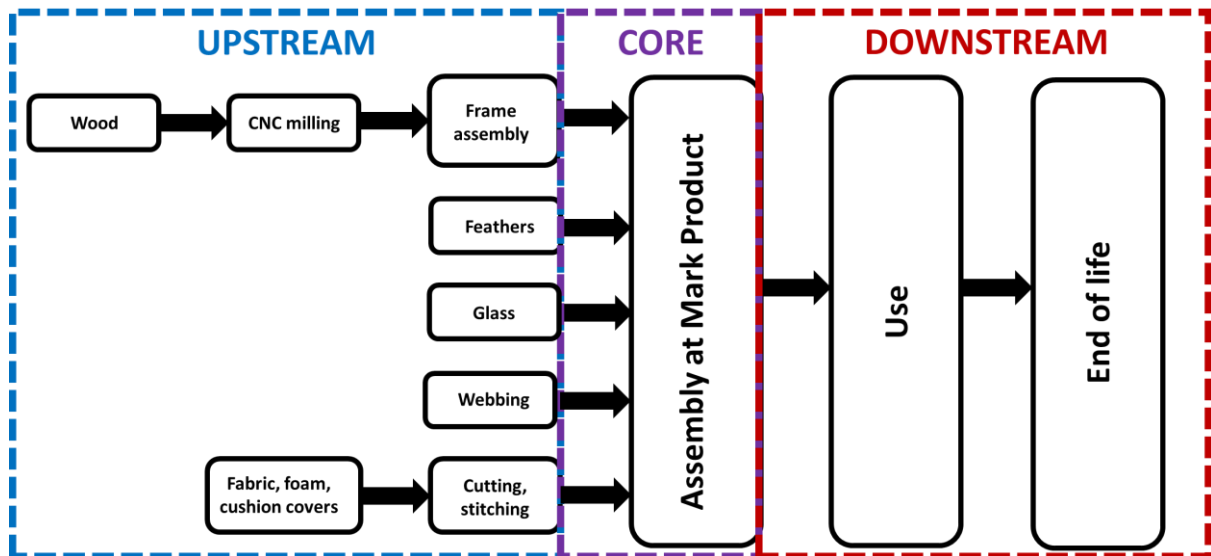 UPSTREAM
CORE
DOWNSTREAM
Wood
CNC milling
Frame
assembly
Feathers
Glass
Webbing
Fabric, foam,
cushion covers
Cutting,
stitching
Assembly at Mark Product
Use
End of life